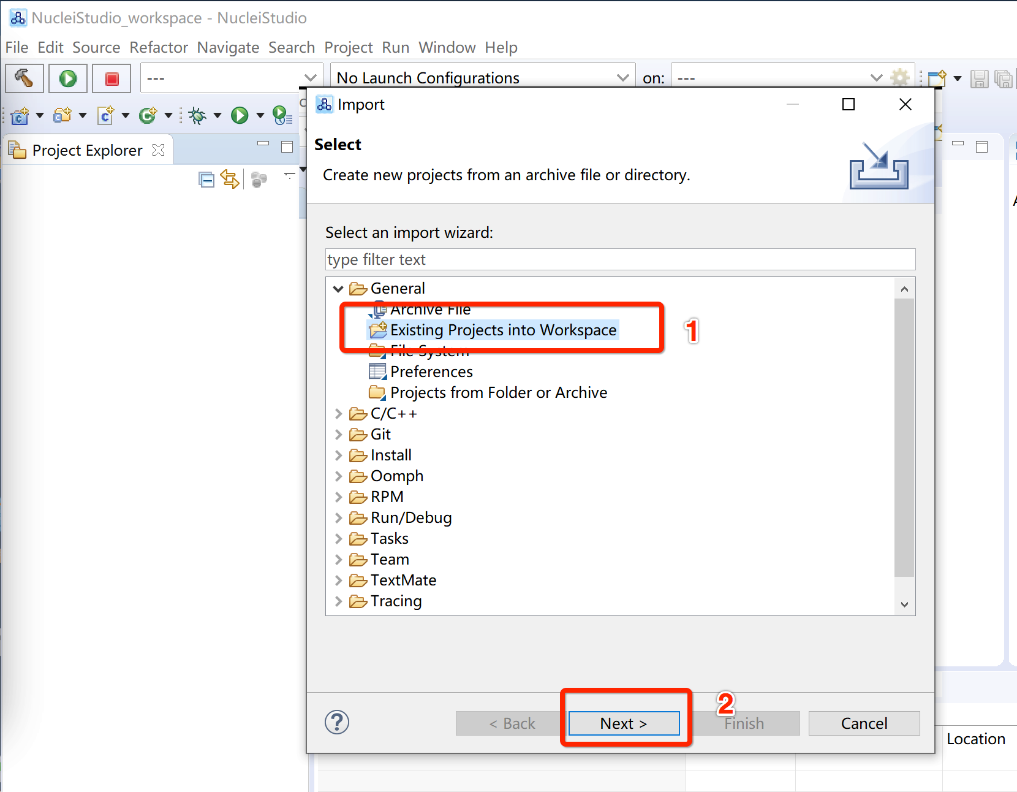 NucleiStudio_workspace - NucleiStudio
File Edit Source Refactor Navigate Search Project Run Window Help
--- No Launch Configurations on: ---
Import
Project Explorer
Select
Create new projects from an archive file or directory.
Select an import wizard:
type filter text
General
Archive File
Existing Projects into Workspace
1
File System
Preferences
Projects from Folder or Archive
C/C++
Git
Install
Oomph
RPM
Run/Debug
Tasks
Team
TextMate
Tracing
2
< Back Next > Finish Cancel
Location